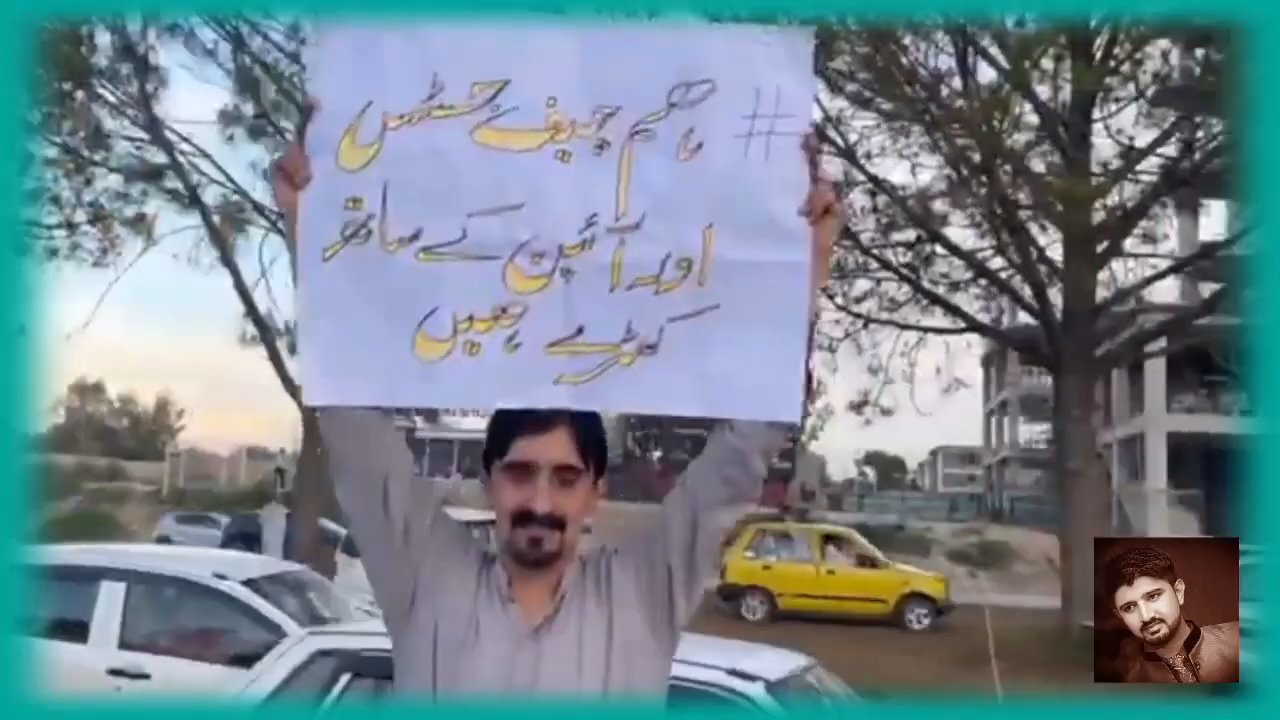 # ہم چیف جسٹس
اور آئین کے ساتھ
کھڑے ہیں